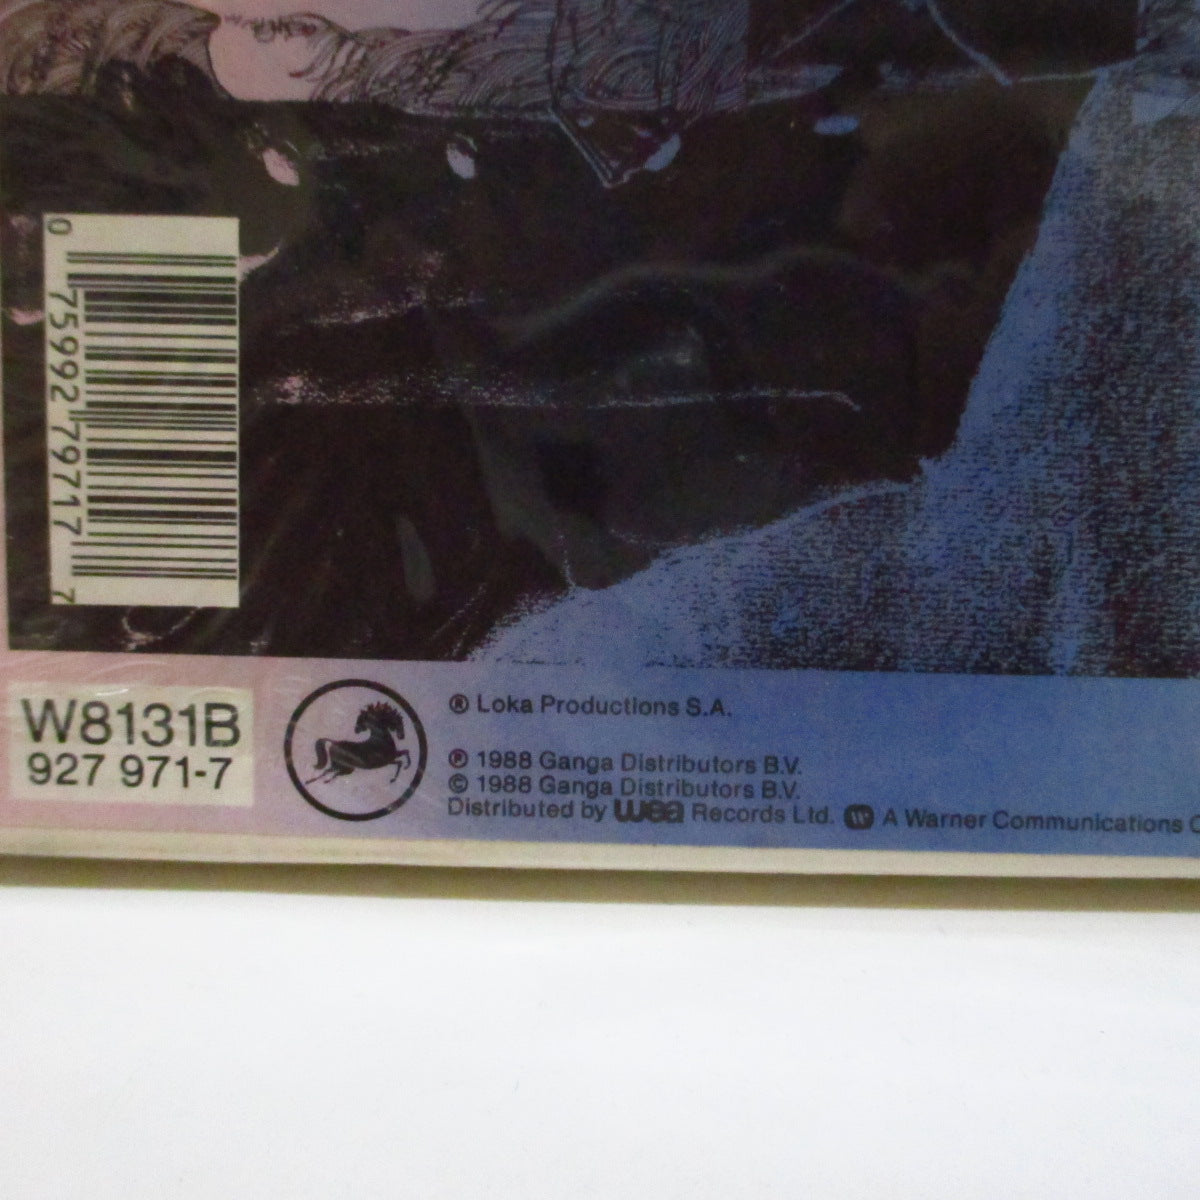 0 75992 79717 7
W8131B
927 971-7
® Loka Productions S.A.
℗ 1988 Ganga Distributors B.V.
© 1988 Ganga Distributors B.V.
Distributed by wea Records Ltd. A Warner Communications C